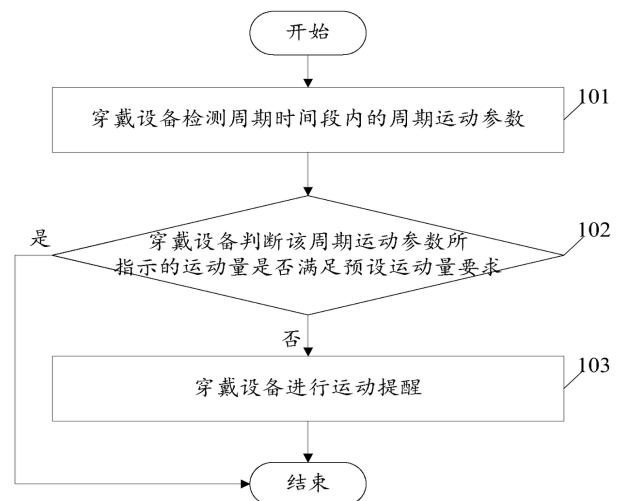 开始
穿戴设备检测周期时间段内的周期运动参数
101
穿戴设备判断该周期运动参数所
指示的运动量是否满足预设运动量要求
102
是
否
穿戴设备进行运动提醒
103
结束